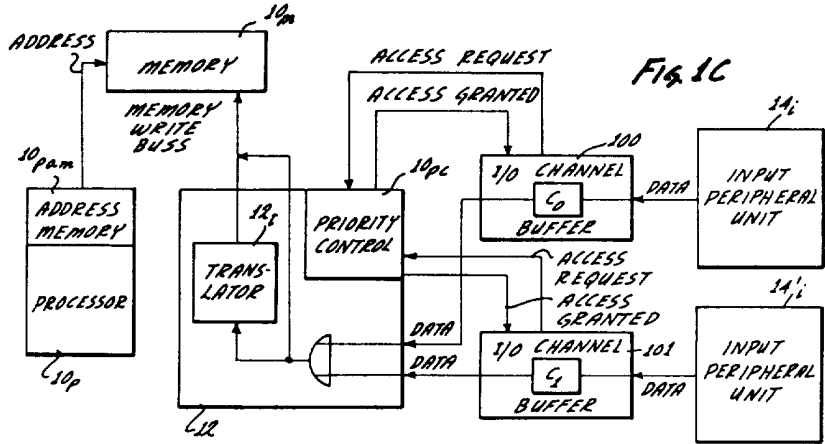 10m
ADDRESS
MEMORY
ACCESS REQUEST
FIG. 1C
ACCESS GRANTED
MEMORY
WRITE
BUSS
10pam
10pc
100
14i
ADDRESS
MEMORY
PROCESSOR
10p
12t
TRANS-
LATOR
PRIORITY
CONTROL
I/O CHANNEL
C0
BUFFER
DATA
INPUT
PERIPHERAL
UNIT
ACCESS
REQUEST
ACCESS
GRANTED
14'i
DATA
DATA
I/O CHANNEL
101
C1
BUFFER
DATA
INPUT
PERIPHERAL
UNIT
12